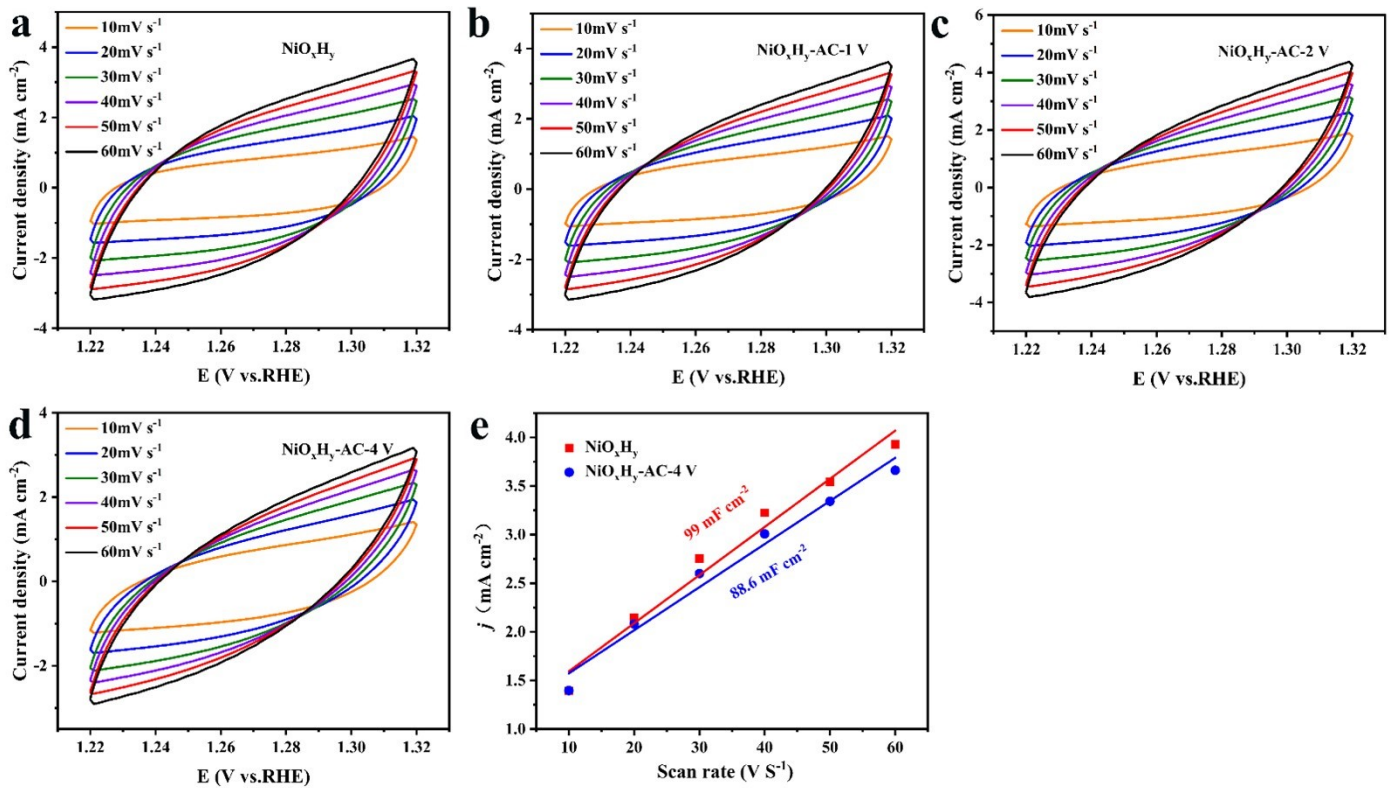 a
10mV s⁻¹
20mV s⁻¹
30mV s⁻¹
40mV s⁻¹
50mV s⁻¹
60mV s⁻¹
NiOₓHᵧ
Current density (mA cm⁻²)
4
2
0
-2
-4
1.22 1.24 1.26 1.28 1.30 1.32
E (V vs.RHE)
b
10mV s⁻¹
20mV s⁻¹
30mV s⁻¹
40mV s⁻¹
50mV s⁻¹
60mV s⁻¹
NiOₓHᵧ-AC-1 V
Current density (mA cm⁻²)
4
2
0
-2
-4
1.22 1.24 1.26 1.28 1.30 1.32
E (V vs.RHE)
c
10mV s⁻¹
20mV s⁻¹
30mV s⁻¹
40mV s⁻¹
50mV s⁻¹
60mV s⁻¹
NiOₓHᵧ-AC-2 V
Current density (mA cm⁻²)
6
4
2
0
-2
-4
1.22 1.24 1.26 1.28 1.30 1.32
E (V vs.RHE)
d
10mV s⁻¹
20mV s⁻¹
30mV s⁻¹
40mV s⁻¹
50mV s⁻¹
60mV s⁻¹
NiOₓHᵧ-AC-4 V
Current density (mA cm⁻²)
4
2
0
-2
1.22 1.24 1.26 1.28 1.30 1.32
E (V vs.RHE)
e
NiOₓHᵧ
NiOₓHᵧ-AC-4 V
99 mF cm⁻²
88.6 mF cm⁻²
j（mA cm⁻²)
4.0
3.5
3.0
2.5
2.0
1.5
1.0
10 20 30 40 50 60
Scan rate (V S⁻¹)